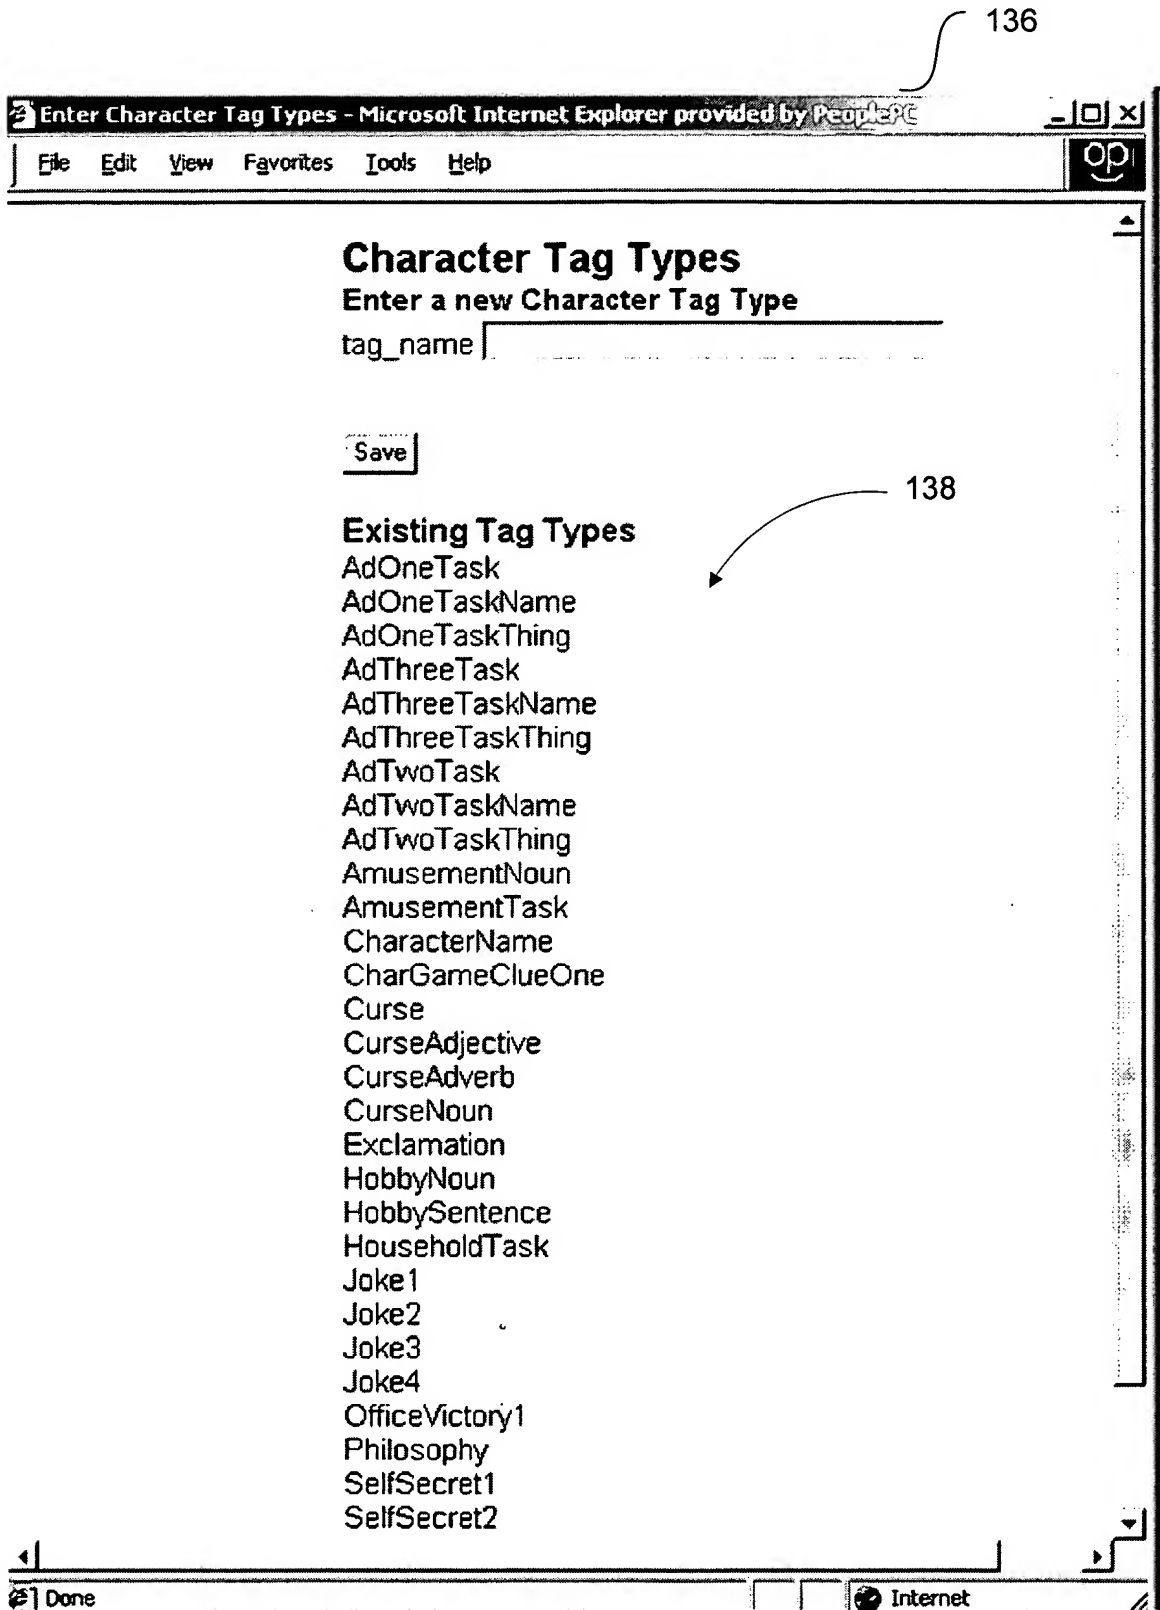 136
Enter Character Tag Types - Microsoft Internet Explorer provided by PeoplePC
File Edit View Favorites Tools Help
op
Character Tag Types
Enter a new Character Tag Type
tag_name
Save
138
Existing Tag Types
AdOneTask
AdOneTaskName
AdOneTaskThing
AdThreeTask
AdThreeTaskName
AdThreeTaskThing
AdTwoTask
AdTwoTaskName
AdTwoTaskThing
AmusementNoun
AmusementTask
CharacterName
CharGameClueOne
Curse
CurseAdjective
CurseAdverb
CurseNoun
Exclamation
HobbyNoun
HobbySentence
HouseholdTask
Joke1
Joke2
Joke3
Joke4
OfficeVictory1
Philosophy
SelfSecret1
SelfSecret2
Done Internet